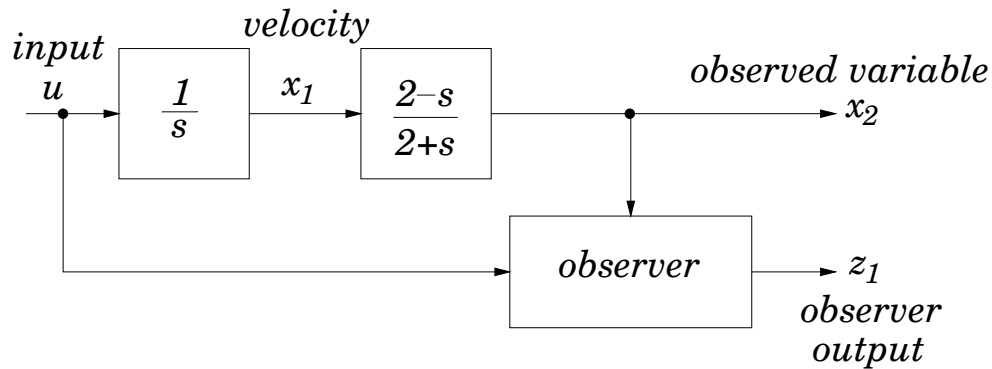 velocity
input
u
1
s
x1
2–s
2+s
observed variable
x2
observer
z1
observer
output